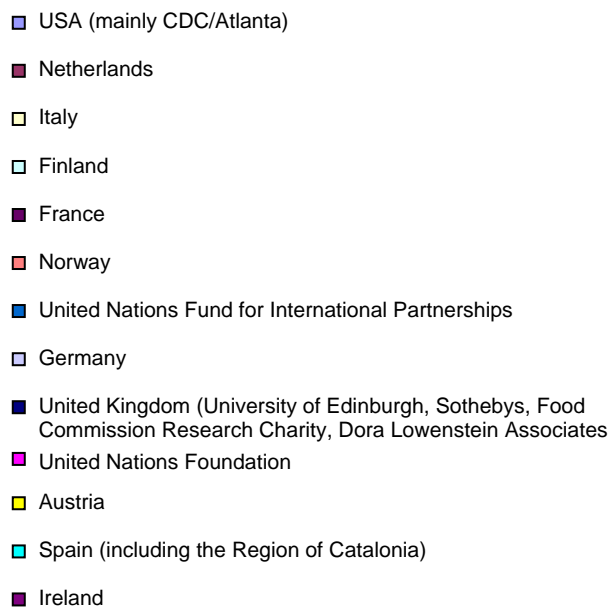 USA (mainly CDC/Atlanta)
Netherlands
Italy
Finland
France
Norway
United Nations Fund for International Partnerships
Germany
United Kingdom (University of Edinburgh, Sothebys, Food
Commission Research Charity, Dora Lowenstein Associates
United Nations Foundation
Austria
Spain (including the Region of Catalonia)
Ireland